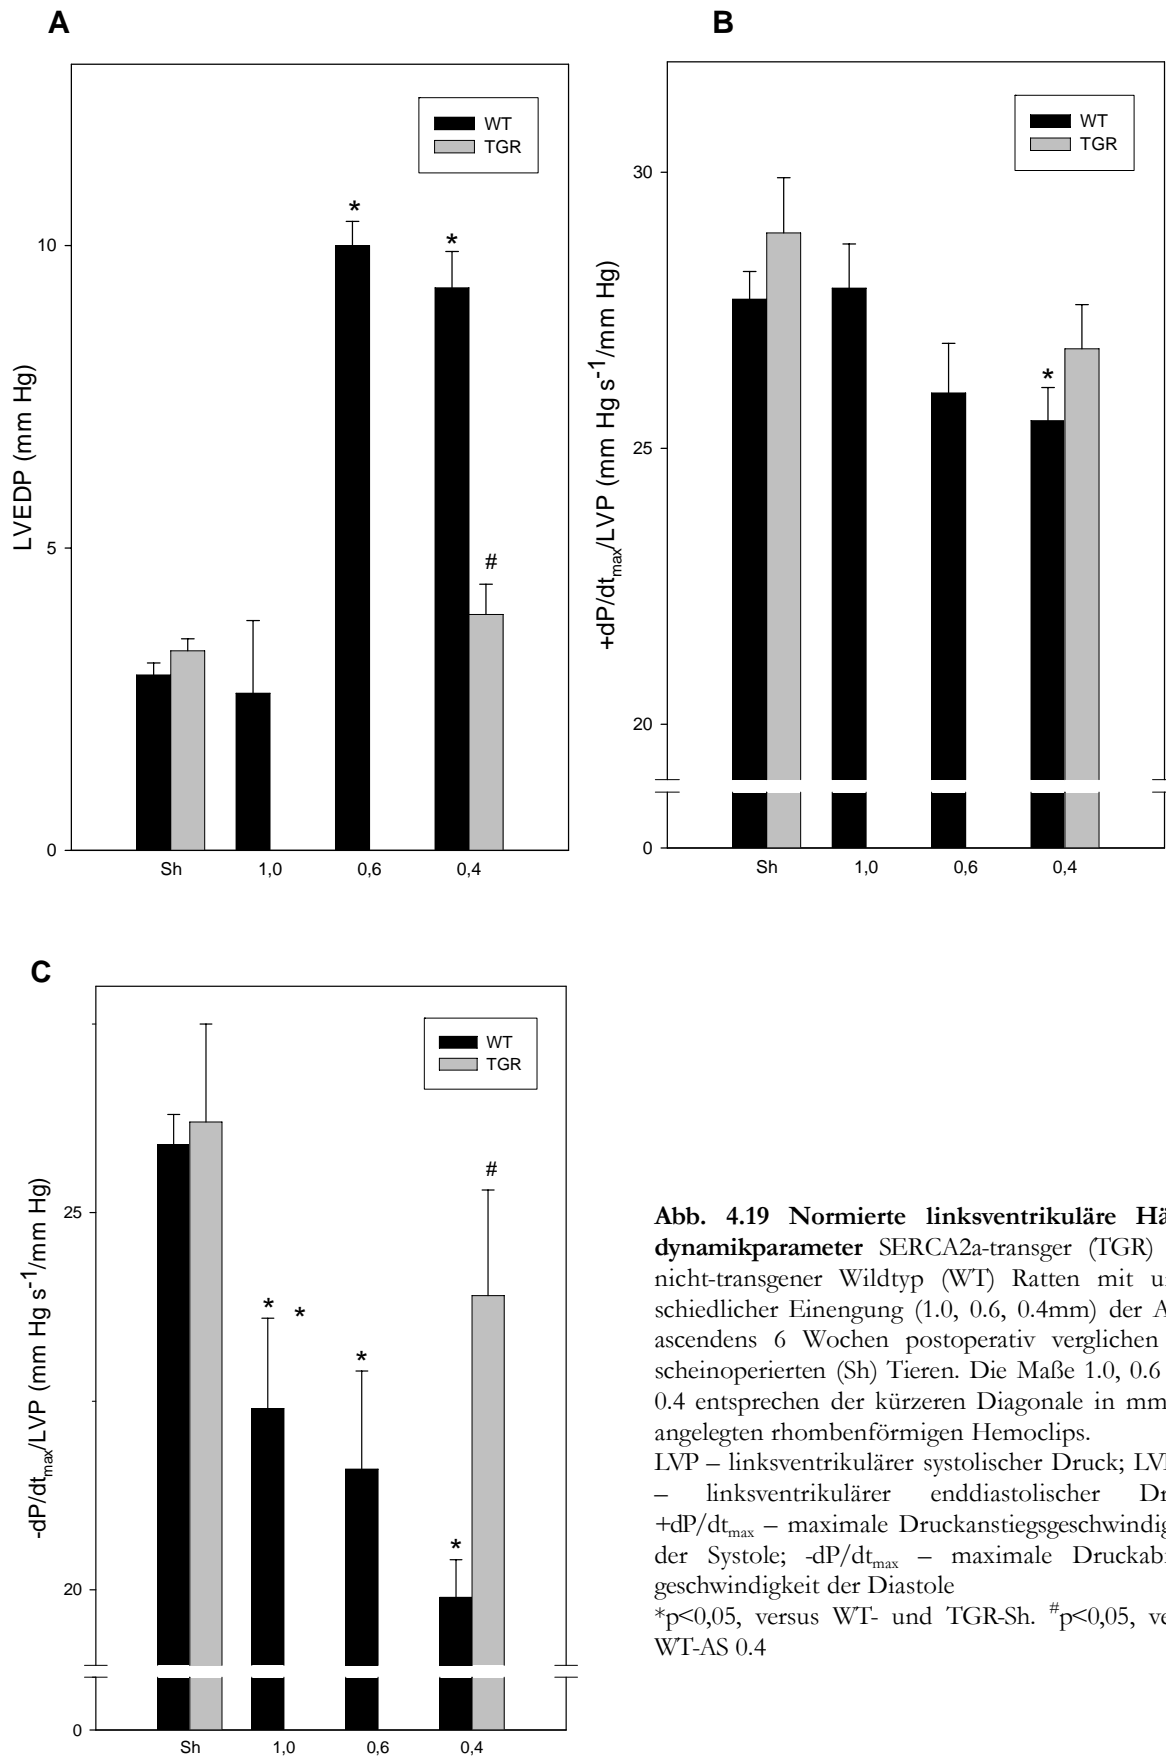 A
WT
TGR
*
*
#
10
5
0
LVEDP (mm Hg)
Sh 1,0 0,6 0,4
B
WT
TGR
*
30
25
20
0
+dP/dtmax/LVP (mm Hg s-1/mm Hg)
Sh 1,0 0,6 0,4
C
WT
TGR
#
* *
*
*
25
20
0
-dP/dtmax/LVP (mm Hg s-1/mm Hg)
Sh 1,0 0,6 0,4
Abb. 4.19 Normierte linksventrikuläre Hä
dynamikparameter SERCA2a-transger (TGR)
nicht-transgener Wildtyp (WT) Ratten mit u
schiedlicher Einengung (1.0, 0.6, 0.4mm) der A
ascendens 6 Wochen postoperativ verglichen
scheinoperierten (Sh) Tieren. Die Maße 1.0, 0.6
0.4 entsprechen der kürzeren Diagonale in mm
angelegten rhombenförmigen Hemoclips.
LVP – linksventrikulärer systolischer Druck; LV
– linksventrikulärer enddiastolischer Dr
+dP/dtmax – maximale Druckanstiegsgeschwindig
der Systole; -dP/dtmax – maximale Druckab
geschwindigkeit der Diastole
*p<0,05, versus WT- und TGR-Sh. #p<0,05, ve
WT-AS 0.4